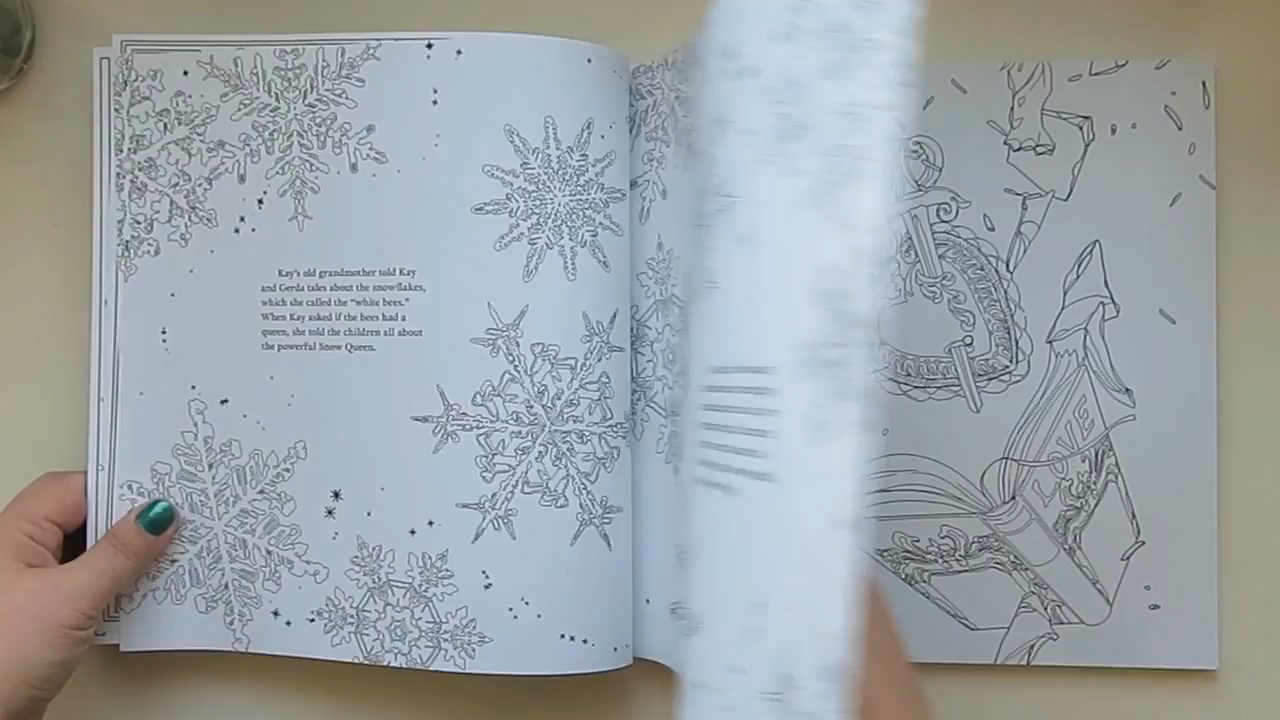 Kay's old grandmother told Kay
and Gerda tales about the snowflakes,
which she called the "white bees."
When Kay asked if the bees had a
queen, she told the children all about
the powerful Snow Queen.